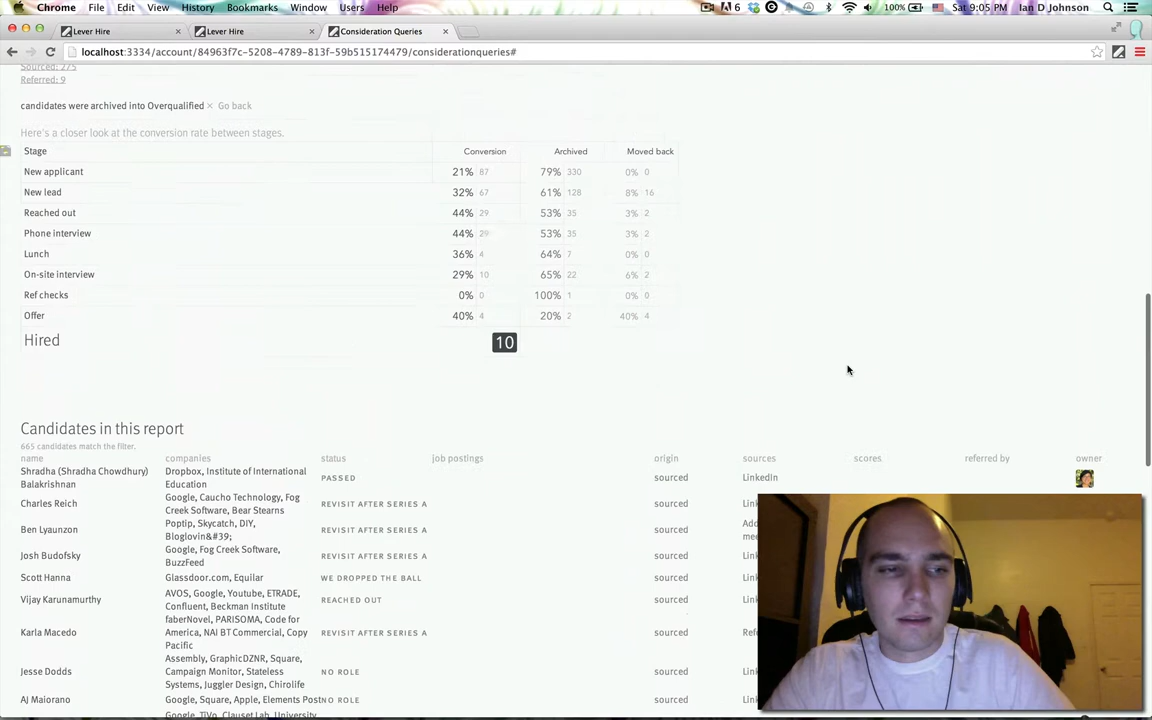 Chrome File Edit View History Bookmarks Window Users Help 6 100% Sat 9:05 PM Ian D Johnson
Lever Hire × Lever Hire × Consideration Queries ×
localhost:3334/account/84963f7c-5208-4789-813f-59b515174479/considerationqueries#
Sourced: 275
Referred: 9
candidates were archived into Overqualified × Go back
Here's a closer look at the conversion rate between stages.
Stage Conversion Archived Moved back
New applicant 21% 87 79% 330 0% 0
New lead 32% 67 61% 128 8% 16
Reached out 44% 29 53% 35 3% 2
Phone interview 44% 29 53% 35 3% 2
Lunch 36% 4 64% 7 0% 0
On-site interview 29% 10 65% 22 6% 2
Ref checks 0% 0 100% 1 0% 0
Offer 40% 4 20% 2 40% 4
Hired 10
Candidates in this report
665 candidates match the filter.
name companies status job postings origin sources scores referred by owner
Shradha (Shradha Chowdhury) Dropbox, Institute of International
Balakrishnan Education PASSED sourced LinkedIn
Google, Caucho Technology, Fog
Charles Reich Creek Software, Bear Stearns REVISIT AFTER SERIES A sourced
Poptip, Skycatch, DIY,
Ben Lyaunzon Bloglovin&#39; REVISIT AFTER SERIES A sourced
Google, Fog Creek Software,
Josh Budofsky BuzzFeed REVISIT AFTER SERIES A sourced
Scott Hanna Glassdoor.com, Equilar WE DROPPED THE BALL sourced
AVOS, Google, Youtube, ETRADE,
Vijay Karunamurthy Confluent, Beckman Institute REACHED OUT sourced
faberNovel, PARISOMA, Code for
Karla Macedo America, NAI BT Commercial, Copy REVISIT AFTER SERIES A sourced
Pacific
Assembly, GraphicDZNR, Square,
Jesse Dodds Campaign Monitor, Stateless NO ROLE sourced
Systems, Juggler Design, Chirolife
AJ Maiorano Google, Square, Apple, Elements Post NO ROLE sourced
Google, TiVo, Clauset Lab, University